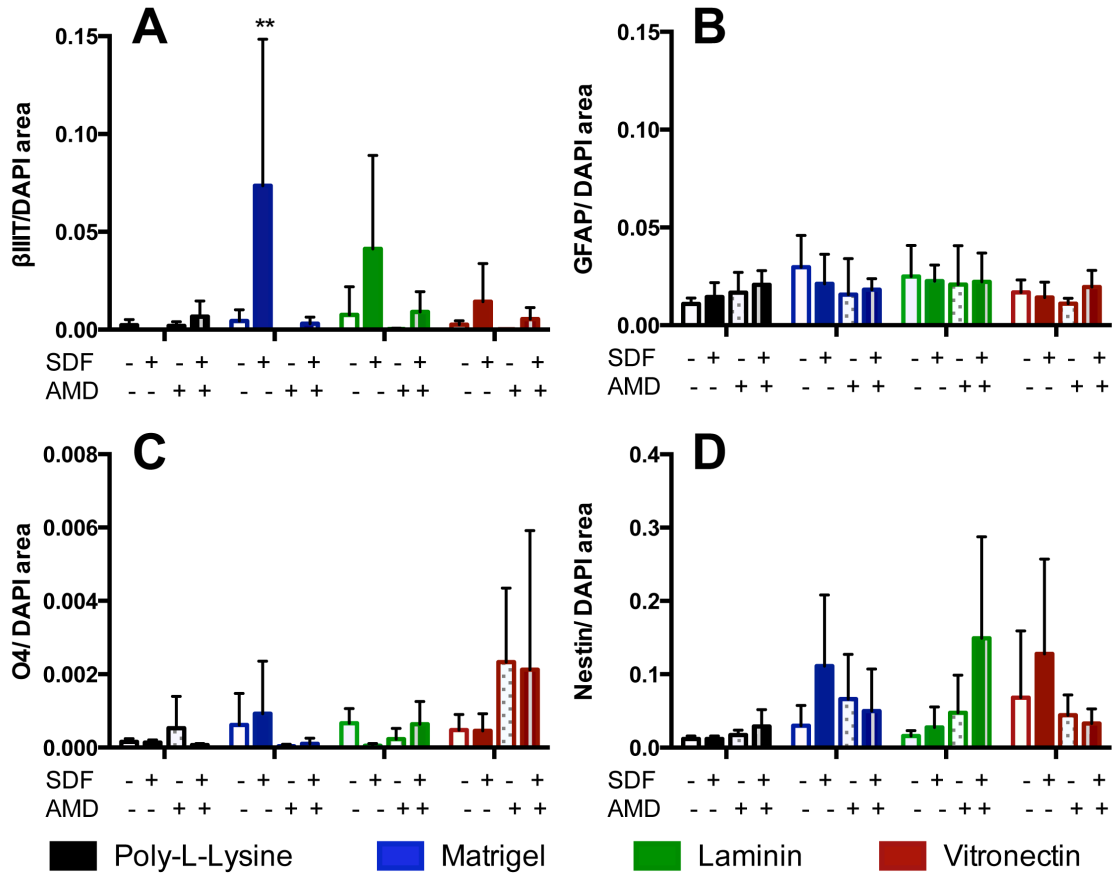 A
**
βIIIT/DAPI area
0.15
0.10
0.05
0.00
SDF - + - + - + - + - + - + - + - +
AMD - - + + - - + + - - + + - - + +
B
GFAP/ DAPI area
0.15
0.10
0.05
0.00
SDF - + - + - + - + - + - + - + - +
AMD - - + + - - + + - - + + - - + +
C
O4/ DAPI area
0.008
0.006
0.004
0.002
0.000
SDF - + - + - + - + - + - + - + - +
AMD - - + + - - + + - - + + - - + +
D
Nestin/ DAPI area
0.4
0.3
0.2
0.1
0.0
SDF - + - + - + - + - + - + - + - +
AMD - - + + - - + + - - + + - - + +
Poly-L-Lysine
Matrigel
Laminin
Vitronectin